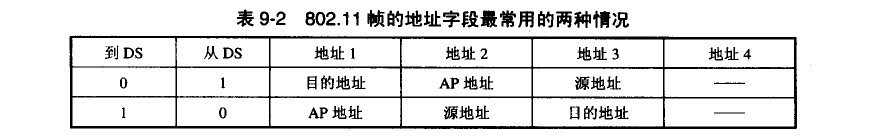 表 9-2 802.11 帧的地址字段最常用的两种情况
到 DS 从 DS 地址 1 地址 2 地址 3 地址 4
0 1 目的地址 AP 地址 源地址 ——
1 0 AP 地址 源地址 目的地址 ——